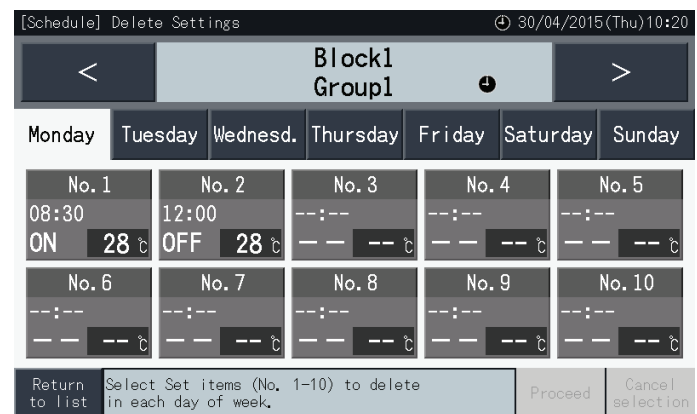 [Schedule] Delete Settings 30/04/2015(Thu)10:20
< Block1 >
Group1
Monday Tuesday Wednesd. Thursday Friday Saturday Sunday
No.1 No.2 No.3 No.4 No.5
08:30 12:00 --:-- --:-- --:--
ON 28℃ OFF 28℃ -- --℃ -- --℃ -- --℃
No.6 No.7 No.8 No.9 No.10
--:-- --:-- --:-- --:-- --:--
-- --℃ -- --℃ -- --℃ -- --℃ -- --℃
Return Select Set items (No. 1-10) to delete Proceed Cancel
to list in each day of week. selection